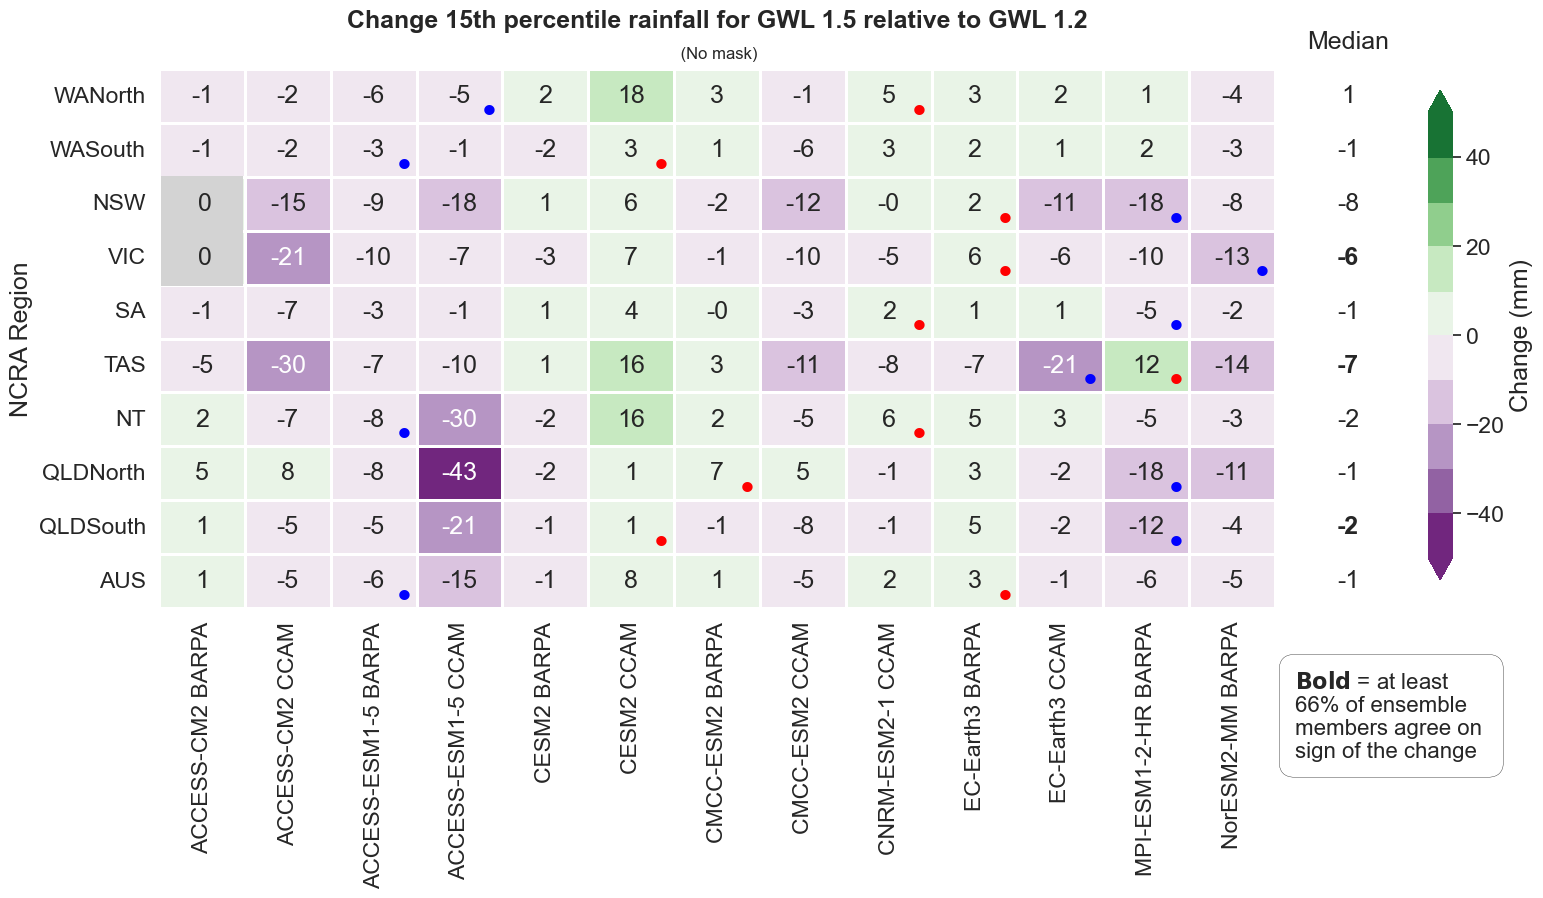 Change 15th percentile rainfall for GWL 1.5 relative to GWL 1.2
(No mask)
Median
WANorth -1 -2 -6 -5 2 18 3 -1 5 3 2 1 -4 1
WASouth -1 -2 -3 -1 -2 3 1 -6 3 2 1 2 -3 -1
NSW 0 -15 -9 -18 1 6 -2 -12 -0 2 -11 -18 -8 -8
VIC 0 -21 -10 -7 -3 7 -1 -10 -5 6 -6 -10 -13 -6
SA -1 -7 -3 -1 1 4 -0 -3 2 1 1 -5 -2 -1
TAS -5 -30 -7 -10 1 16 3 -11 -8 -7 -21 12 -14 -7
NT 2 -7 -8 -30 -2 16 2 -5 6 5 3 -5 -3 -2
QLDNorth 5 8 -8 -43 -2 1 7 5 -1 3 -2 -18 -11 -1
QLDSouth 1 -5 -5 -21 -1 1 -1 -8 -1 5 -2 -12 -4 -2
AUS 1 -5 -6 -15 -1 8 1 -5 2 3 -1 -6 -5 -1
NCRA Region
ACCESS-CM2 BARPA
ACCESS-CM2 CCAM
ACCESS-ESM1-5 BARPA
ACCESS-ESM1-5 CCAM
CESM2 BARPA
CESM2 CCAM
CMCC-ESM2 BARPA
CMCC-ESM2 CCAM
CNRM-ESM2-1 CCAM
EC-Earth3 BARPA
EC-Earth3 CCAM
MPI-ESM1-2-HR BARPA
NorESM2-MM BARPA
40
20
0
−20
−40
Change (mm)
Bold = at least
66% of ensemble
members agree on
sign of the change